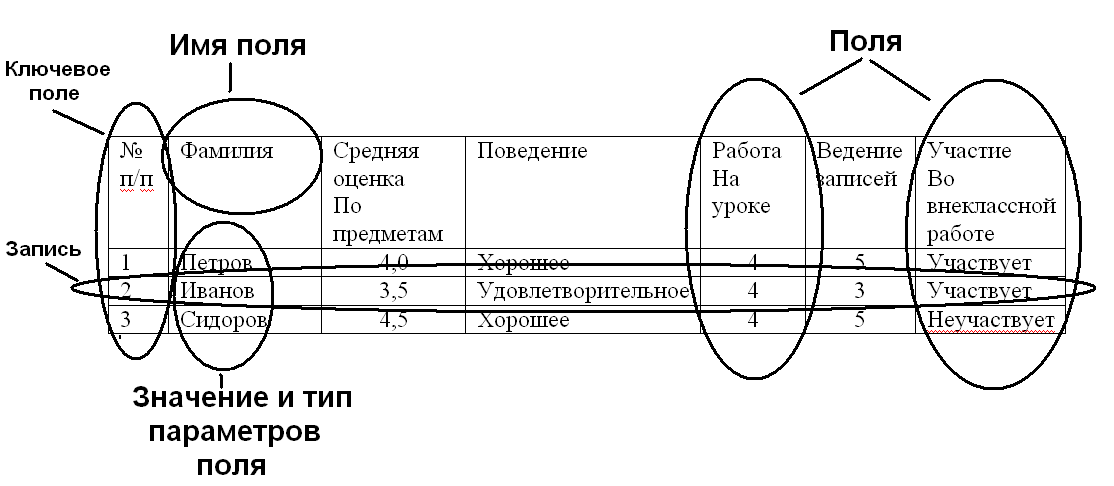 Имя поля
Поля
Ключевое
поле
№
п/п
Фамилия
Средняя
оценка
По
предметам
Поведение
Работа
На
уроке
Ведение
записей
Участие
Во
внеклассной
работе
Запись
1 Петров 4,0 Хорошее 4 5 Участвует
2 Иванов 3,5 Удовлетворительное 4 3 Участвует
3 Сидоров 4,5 Хорошее 4 5 Неучаствует
Значение и тип
параметров
поля